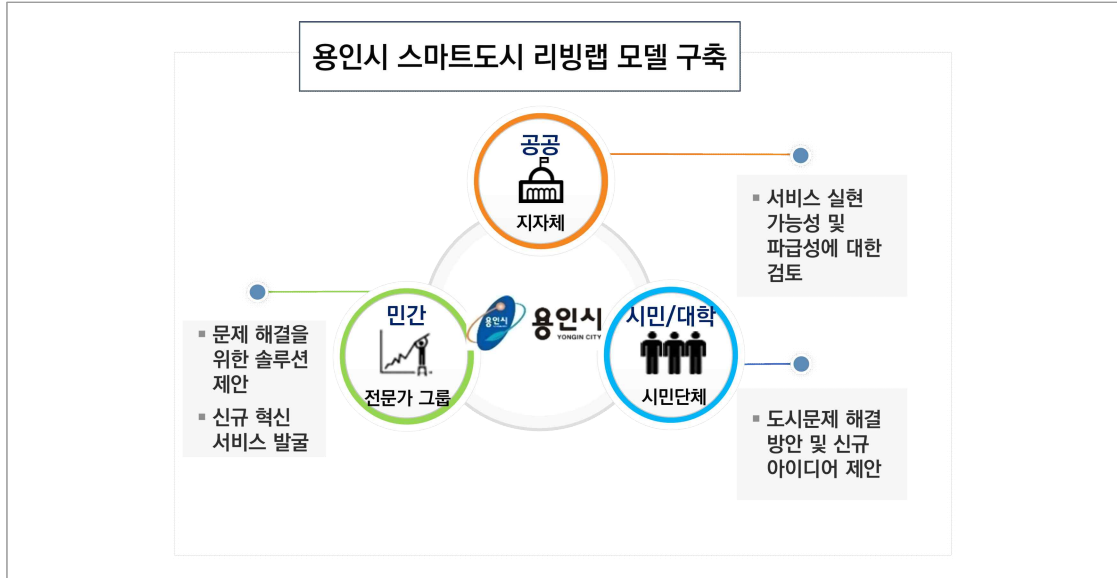 용인시 스마트도시 리빙랩 모델 구축
공공
지자체
▪ 서비스 실현
가능성 및
파급성에 대한
검토
민간
전문가 그룹
▪ 문제 해결을
위한 솔루션
제안
▪ 신규 혁신
서비스 발굴
용인시
용인시
YONGIN CITY
시민/대학
시민단체
▪ 도시문제 해결
방안 및 신규
아이디어 제안